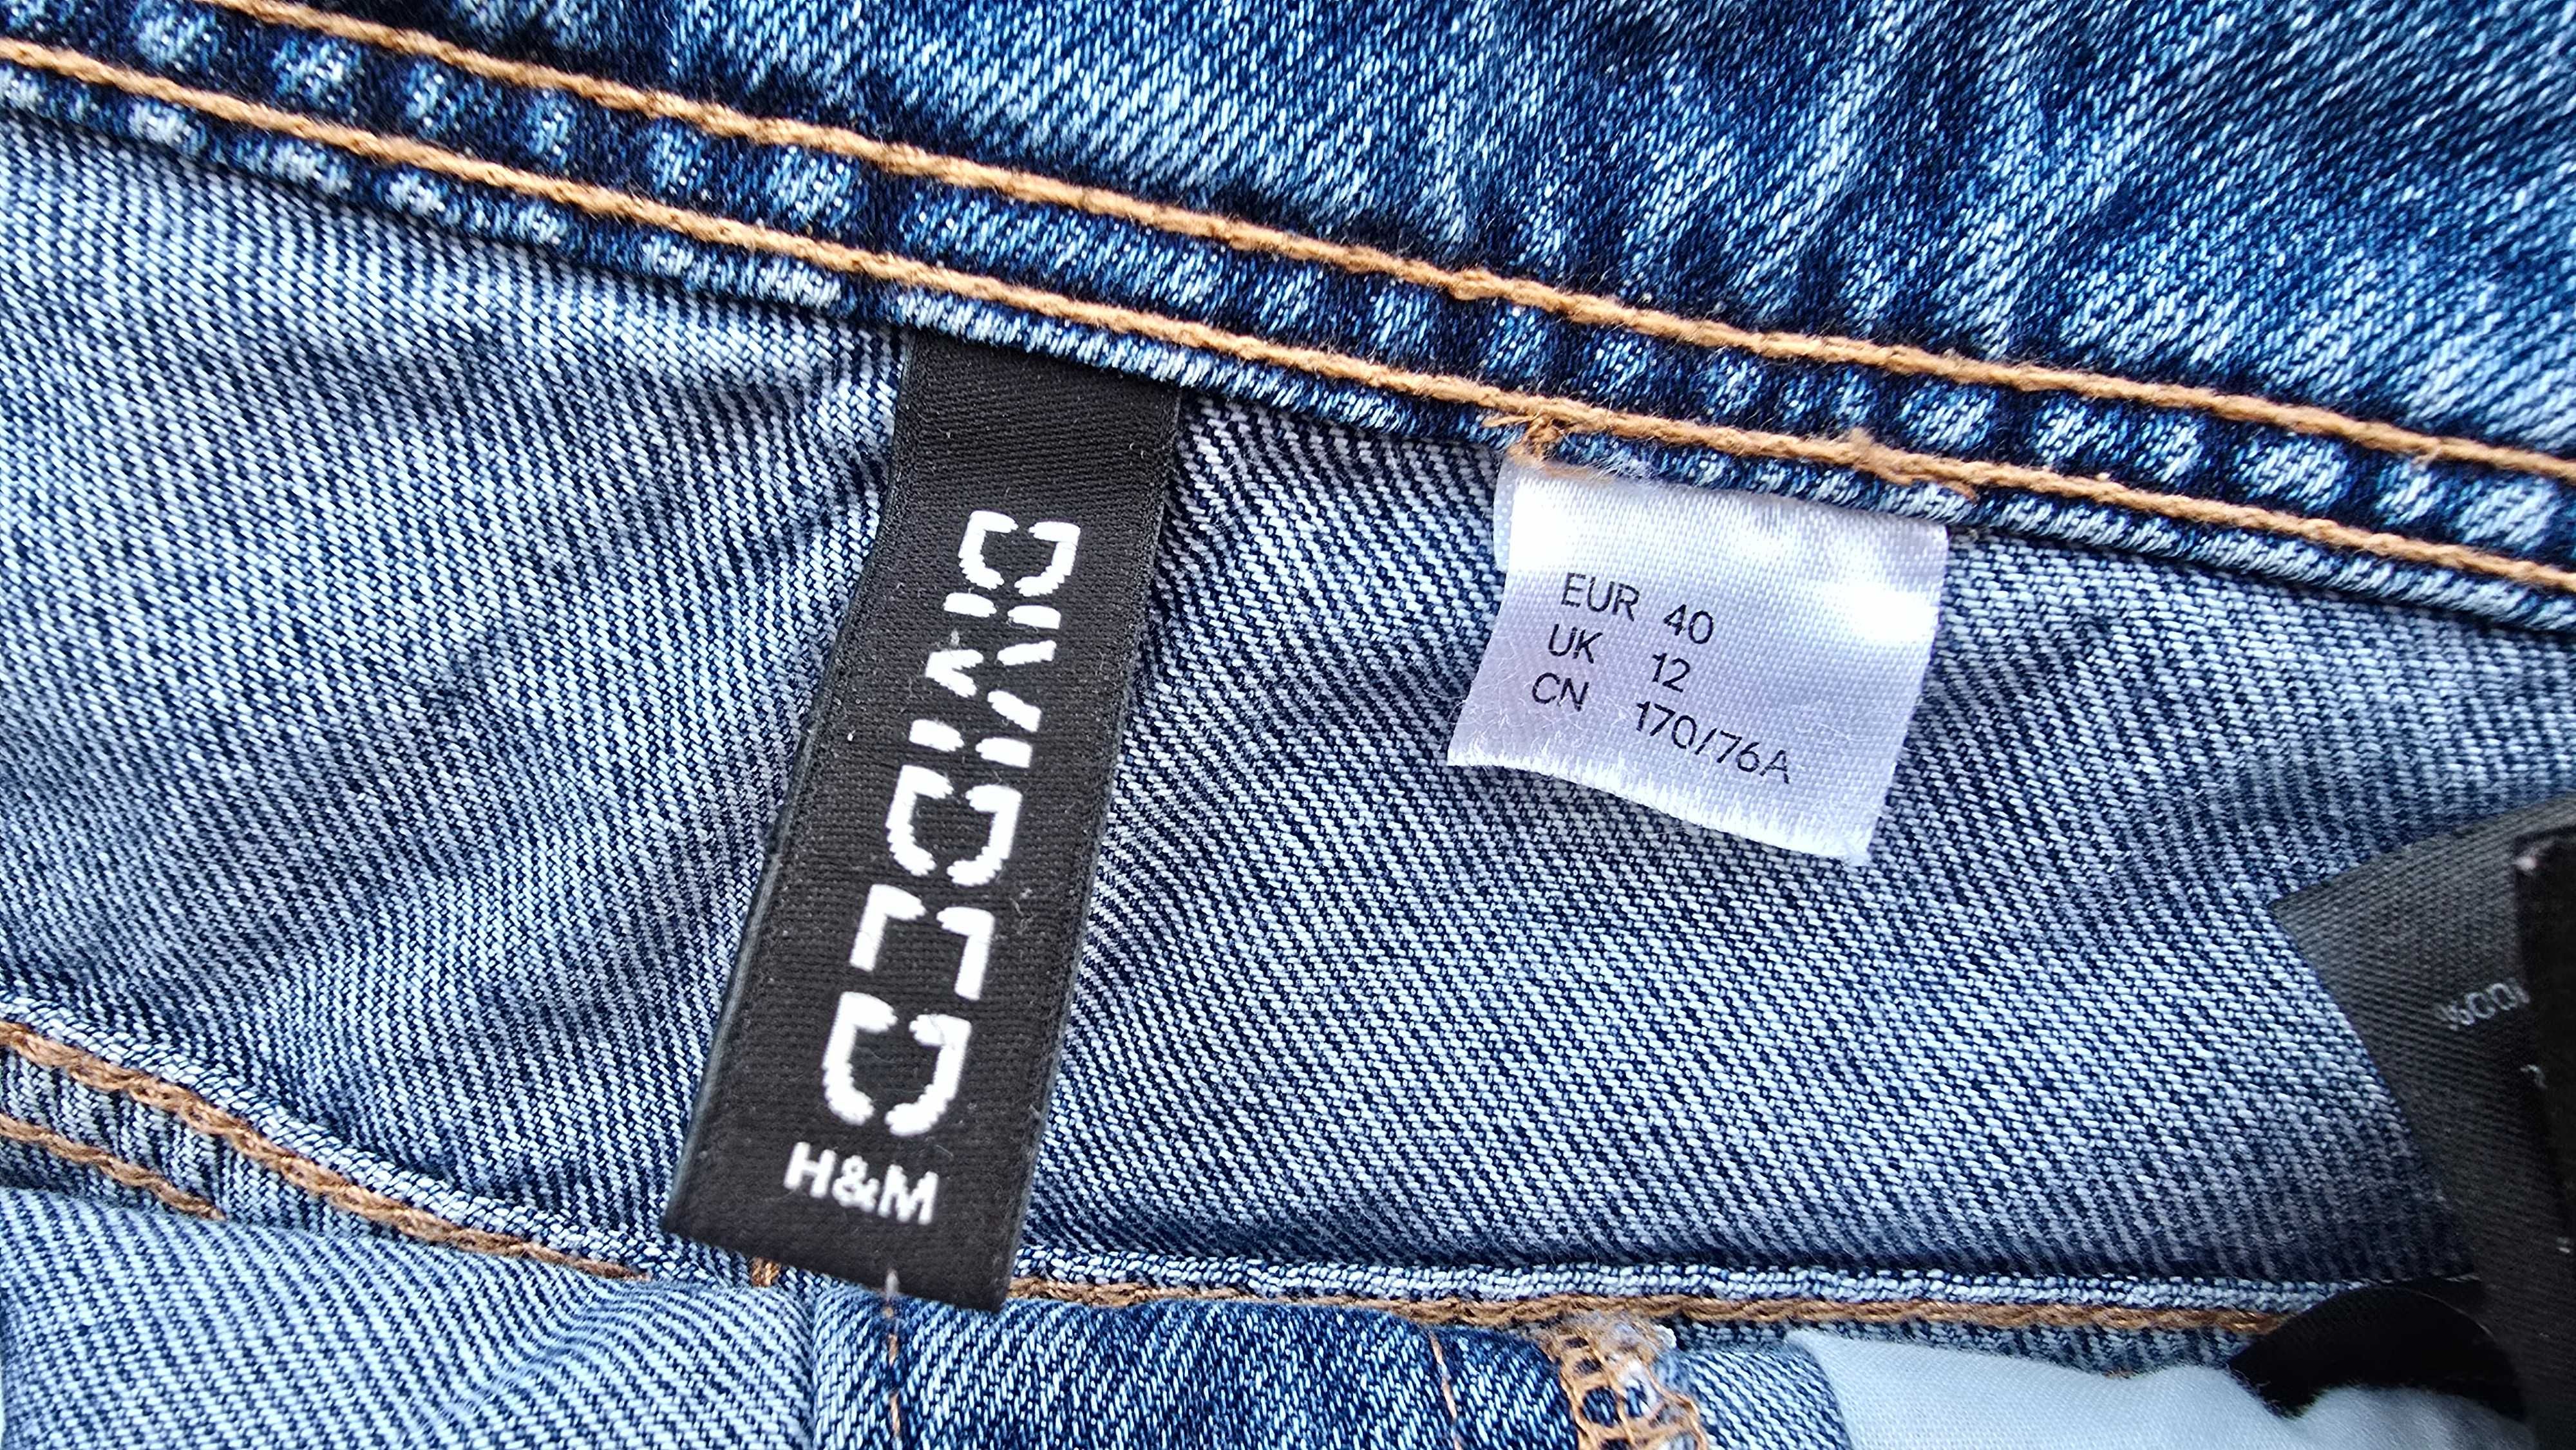 DIVIDED
H&M
EUR 40
UK 12
CN 170/76A